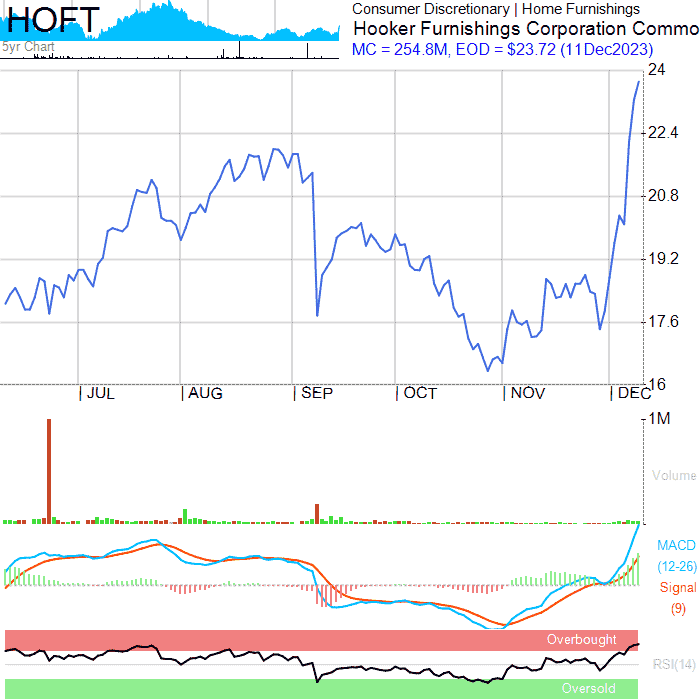 HOFT
5yr Chart
Consumer Discretionary | Home Furnishings
Hooker Furnishings Corporation Commo
MC = 254.8M, EOD = $23.72 (11Dec2023)
24
22.4
20.8
19.2
17.6
16
JUL
AUG
SEP
OCT
NOV
DEC
1M
Volume
MACD
(12-26)
Signal
(9)
Overbought
RSI(14)
Oversold